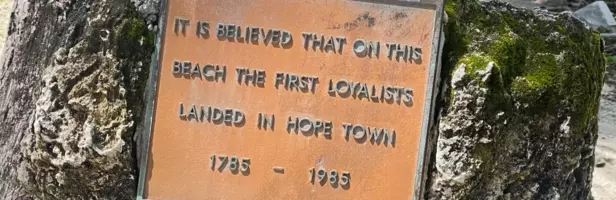 IT IS BELIEVED THAT ON THIS
BEACH THE FIRST LOYALISTS
LANDED IN HOPE TOWN
1785 - 1985